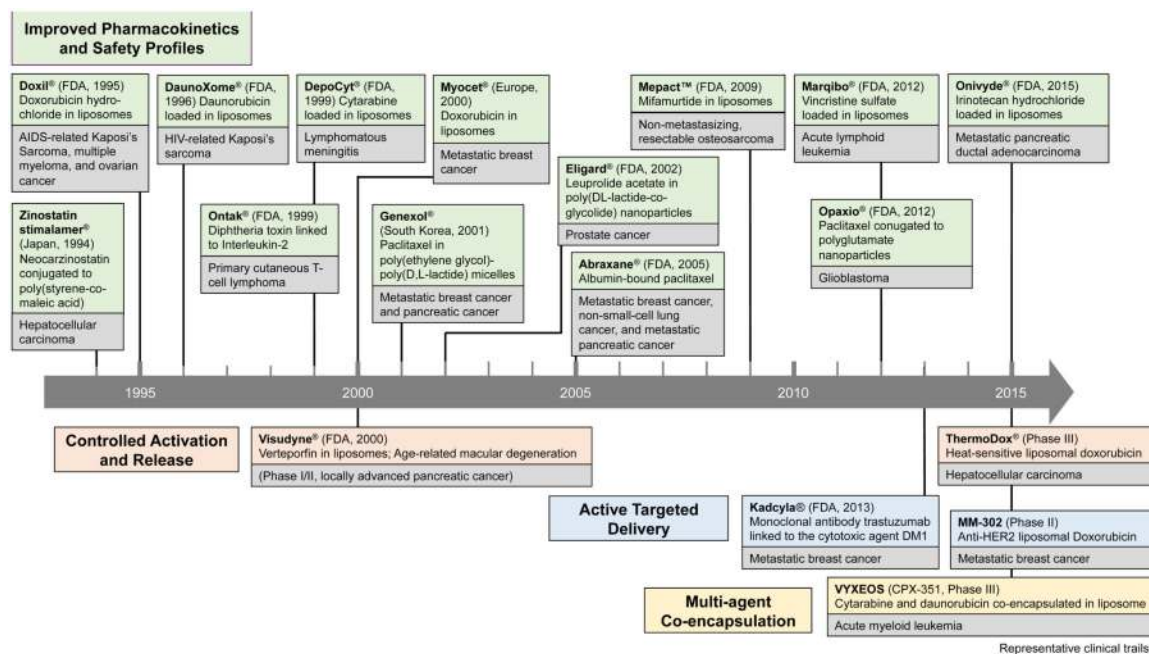 Improved Pharmacokinetics
and Safety Profiles
Doxil® (FDA, 1995)
Doxorubicin hydro-
chloride in liposomes
AIDS-related Kaposi's
Sarcoma, multiple
myeloma, and ovarian
cancer
DaunoXome® (FDA,
1996) Daunorubicin
loaded in liposomes
HIV-related Kaposi's
sarcoma
DepoCyt® (FDA,
1999) Cytarabine
loaded in liposomes
Lymphomatous
meningitis
Myocet® (Europe,
2000)
Doxorubicin in
liposomes
Metastatic breast
cancer
Mepact™ (FDA, 2009)
Mifamurtide in liposomes
Non-metastasizing,
resectable osteosarcoma
Marqibo® (FDA, 2012)
Vincristine sulfate
loaded in liposomes
Acute lymphoid
leukemia
Onivyde® (FDA, 2015)
Irinotecan hydrochloride
loaded in liposomes
Metastatic pancreatic
ductal adenocarcinoma
Zinostatin
stimalamer®
(Japan, 1994)
Neocarzinostatin
conjugated to
poly(styrene-co-
maleic acid)
Hepatocellular
carcinoma
Ontak® (FDA, 1999)
Diphtheria toxin linked
to Interleukin-2
Primary cutaneous T-
cell lymphoma
Genexol®
(South Korea, 2001)
Paclitaxel in
poly(ethylene glycol)-
poly(D,L-lactide) micelles
Metastatic breast cancer
and pancreatic cancer
Eligard® (FDA, 2002)
Leuprolide acetate in
poly(DL-lactide-co-
glycolide) nanoparticles
Prostate cancer
Abraxane® (FDA, 2005)
Albumin-bound paclitaxel
Metastatic breast cancer,
non-small-cell lung
cancer, and metastatic
pancreatic cancer
Opaxio® (FDA, 2012)
Paclitaxel conugated to
polyglutamate
nanoparticles
Glioblastoma
1995
2000
2005
2010
2015
Controlled Activation
and Release
Visudyne® (FDA, 2000)
Verteporfin in liposomes; Age-related macular degeneration
(Phase I/II, locally advanced pancreatic cancer)
ThermoDox® (Phase III)
Heat-sensitive liposomal doxorubicin
Hepatocellular carcinoma
Active Targeted
Delivery
Kadcyla® (FDA, 2013)
Monoclonal antibody trastuzumab
linked to the cytotoxic agent DM1
Metastatic breast cancer
MM-302 (Phase II)
Anti-HER2 liposomal Doxorubicin
Metastatic breast cancer
Multi-agent
Co-encapsulation
VYXEOS (CPX-351, Phase III)
Cytarabine and daunorubicin co-encapsulated in liposome
Acute myeloid leukemia
Representative clinical trails